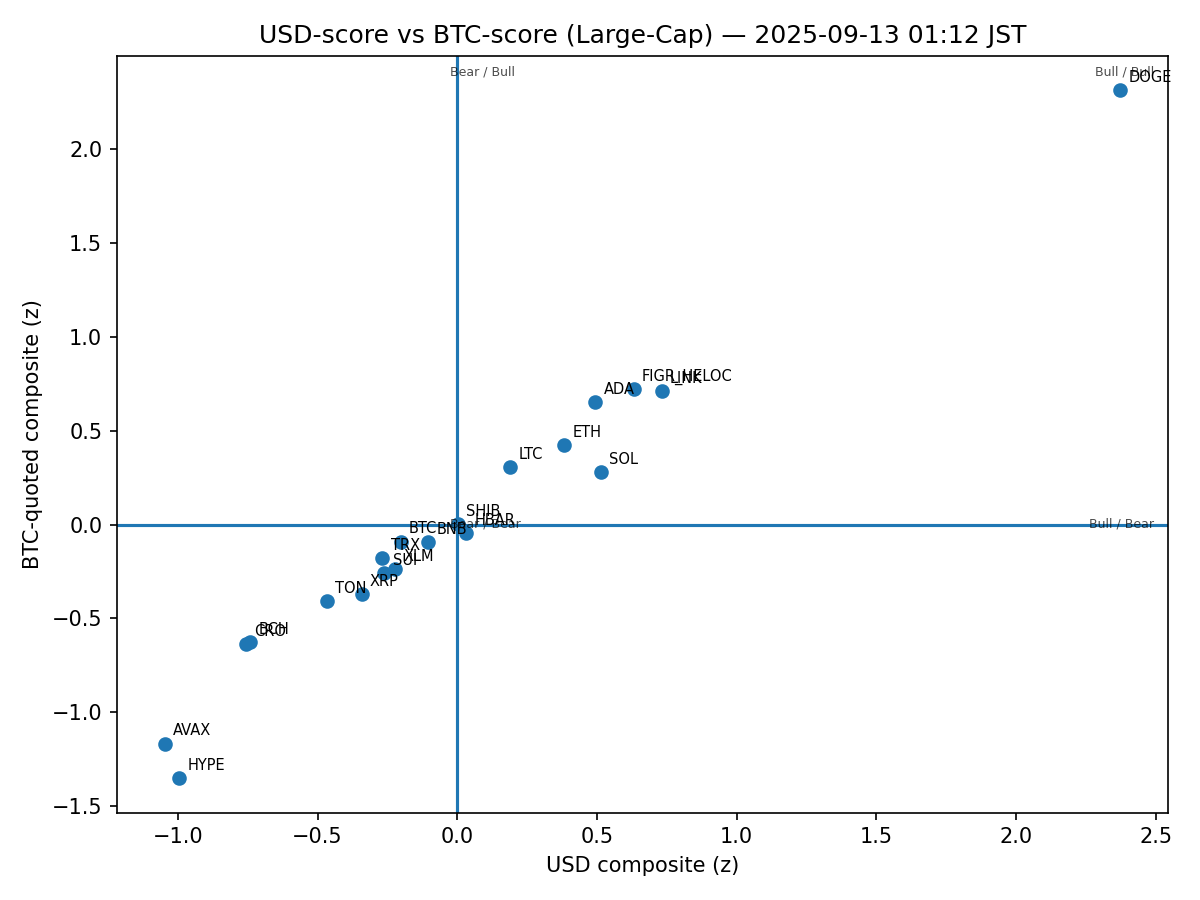 USD-score vs BTC-score (Large-Cap) — 2025-09-13 01:12 JST
Bear / Bull
Bull / Bull
DOGE
2.0
1.5
1.0
FIGR_HELOC
LINK
ADA
0.5
ETH
LTC
SOL
SHIB
HBAR
0.0
Bear / Bear
Bull / Bear
BTC
BNB
TRX
XLM
SUI
XRP
TON
−0.5
BCH
CRO
−1.0
AVAX
HYPE
−1.5
−1.0
−0.5
0.0
0.5
1.0
1.5
2.0
2.5
USD composite (z)
BTC-quoted composite (z)